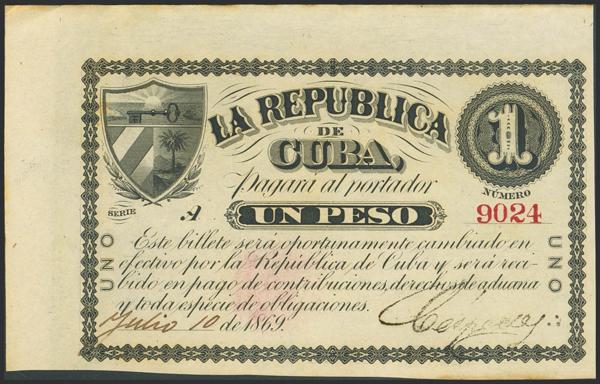 LA REPUBLICA
DE
CUBA,
1
Pagará al portador
SERIE A
UN PESO
NÚMERO
9024
UNO
UNO
Este billete será oportunamente cambiado en
efectivo por la República de Cuba y será reci-
bido en pago de contribuciones, derechos de aduana
y toda especie de obligaciones.
Julio 10 de 1869.